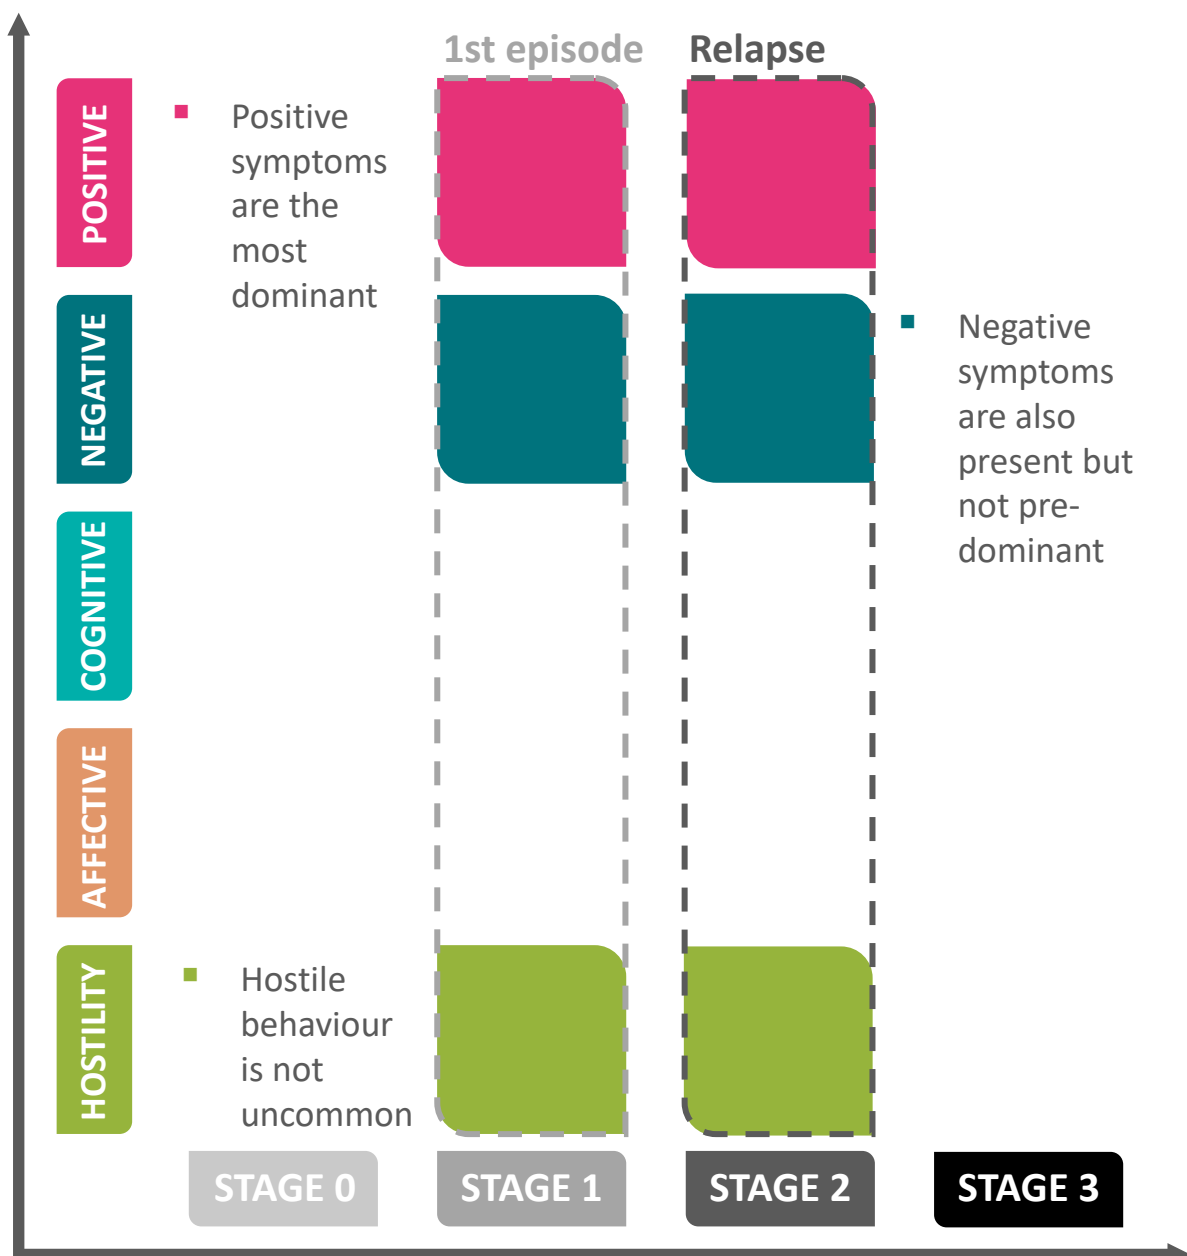 1st episode
Relapse
POSITIVE
Positive
symptoms
are the
most
dominant
NEGATIVE
Negative
symptoms
are also
present but
not pre-
dominant
COGNITIVE
AFFECTIVE
HOSTILITY
Hostile
behaviour
is not
uncommon
STAGE 0
STAGE 1
STAGE 2
STAGE 3